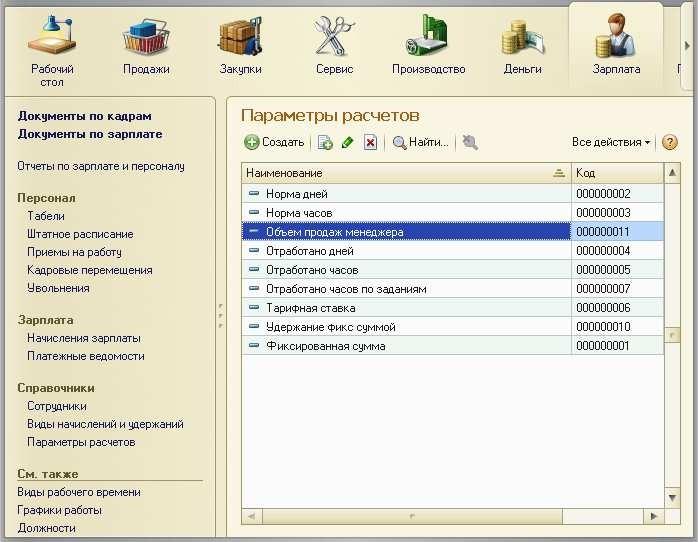 Рабочий
стол
Продажи
Закупки
Сервис
Производство
Деньги
Зарплата
Документы по кадрам
Документы по зарплате
Отчеты по зарплате и персоналу
Персонал
Табели
Штатное расписание
Приемы на работу
Кадровые перемещения
Увольнения
Зарплата
Начисления зарплаты
Платежные ведомости
Справочники
Сотрудники
Виды начислений и удержаний
Параметры расчетов
См. также
Виды рабочего времени
Графики работы
Должности
Параметры расчетов
Создать Найти... Все действия
Наименование Код
Норма дней 000000002
Норма часов 000000003
Объем продаж менеджера 000000011
Отработано дней 000000004
Отработано часов 000000005
Отработано часов по заданиям 000000007
Тарифная ставка 000000006
Удержание фикс суммой 000000010
Фиксированная сумма 000000001